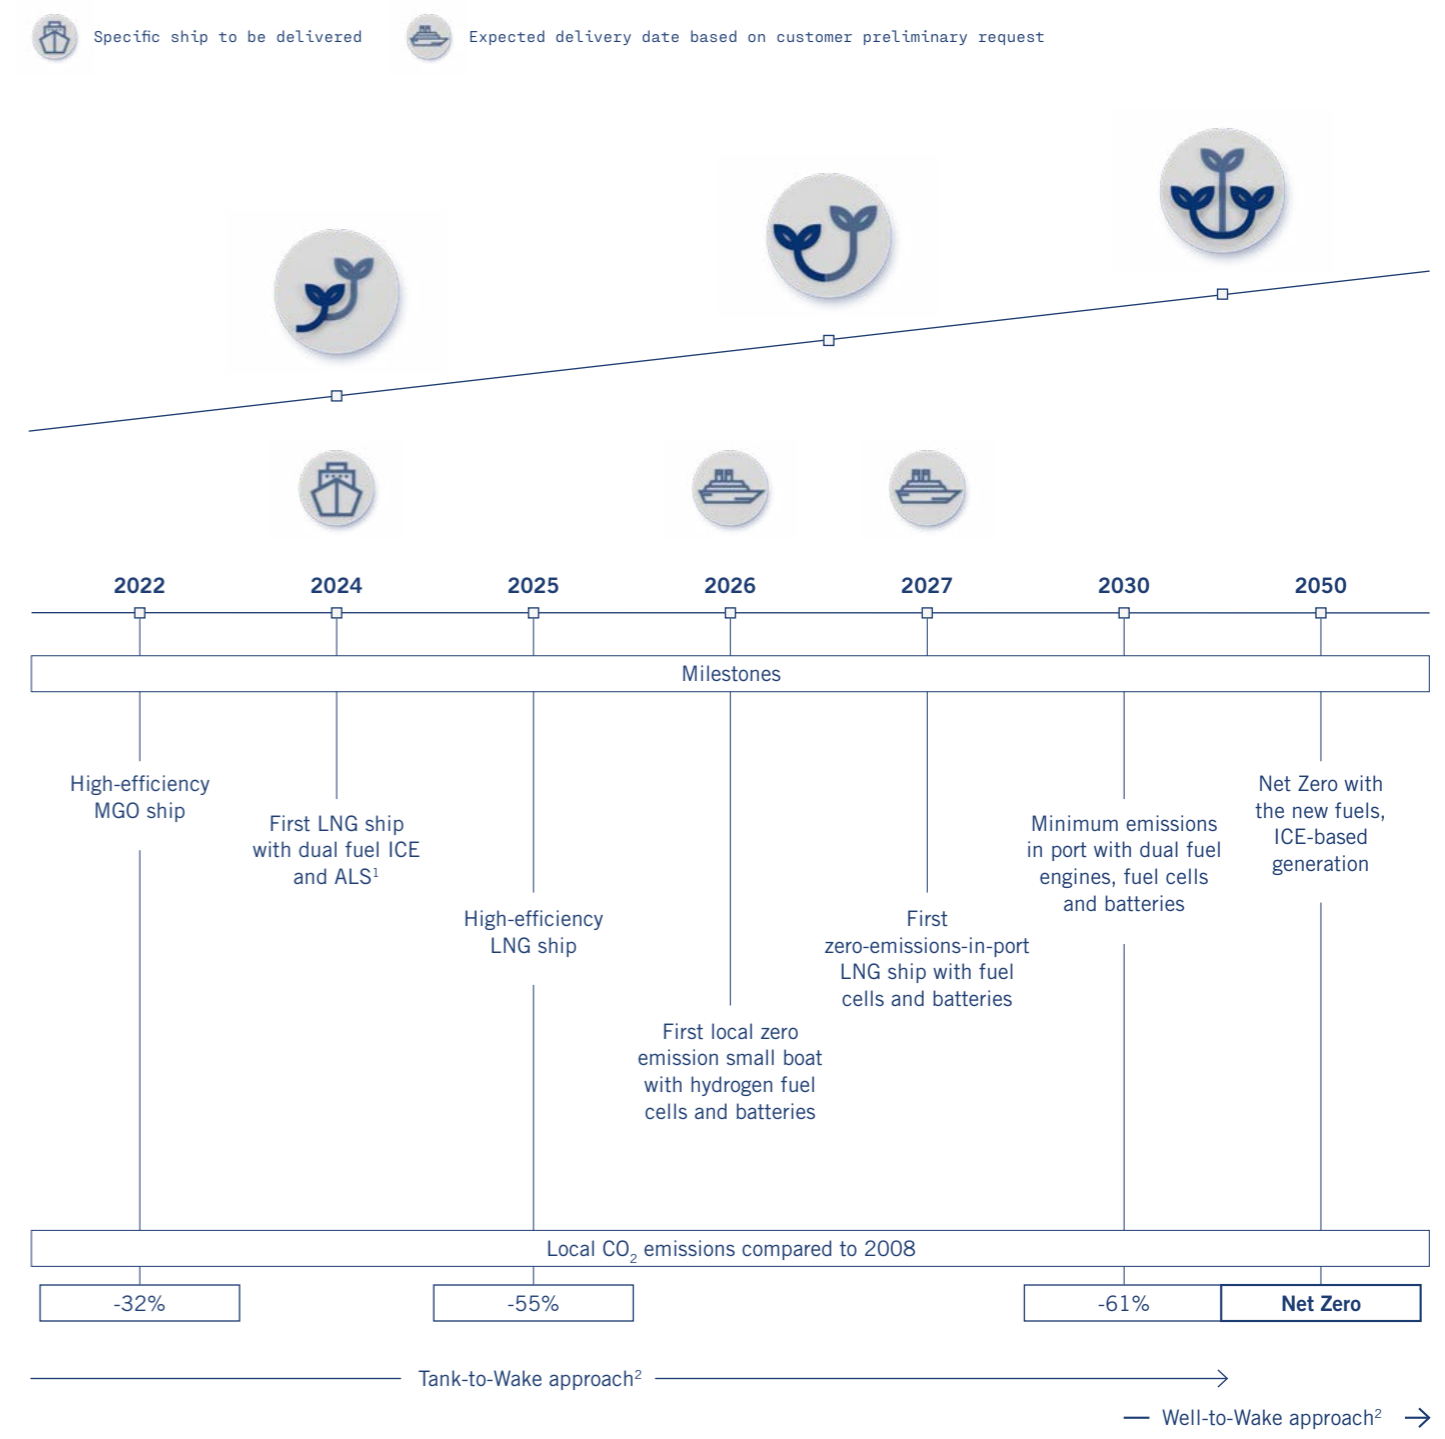 Specific ship to be delivered
Expected delivery date based on customer preliminary request
2022
2024
2025
2026
2027
2030
2050
Milestones
High-efficiency
MGO ship
First LNG ship
with dual fuel ICE
and ALS¹
High-efficiency
LNG ship
First local zero
emission small boat
with hydrogen fuel
cells and batteries
First
zero-emissions-in-port
LNG ship with fuel
cells and batteries
Minimum emissions
in port with dual fuel
engines, fuel cells
and batteries
Net Zero with
the new fuels,
ICE-based
generation
Local CO₂ emissions compared to 2008
-32%
-55%
-61%
Net Zero
Tank-to-Wake approach²
Well-to-Wake approach²